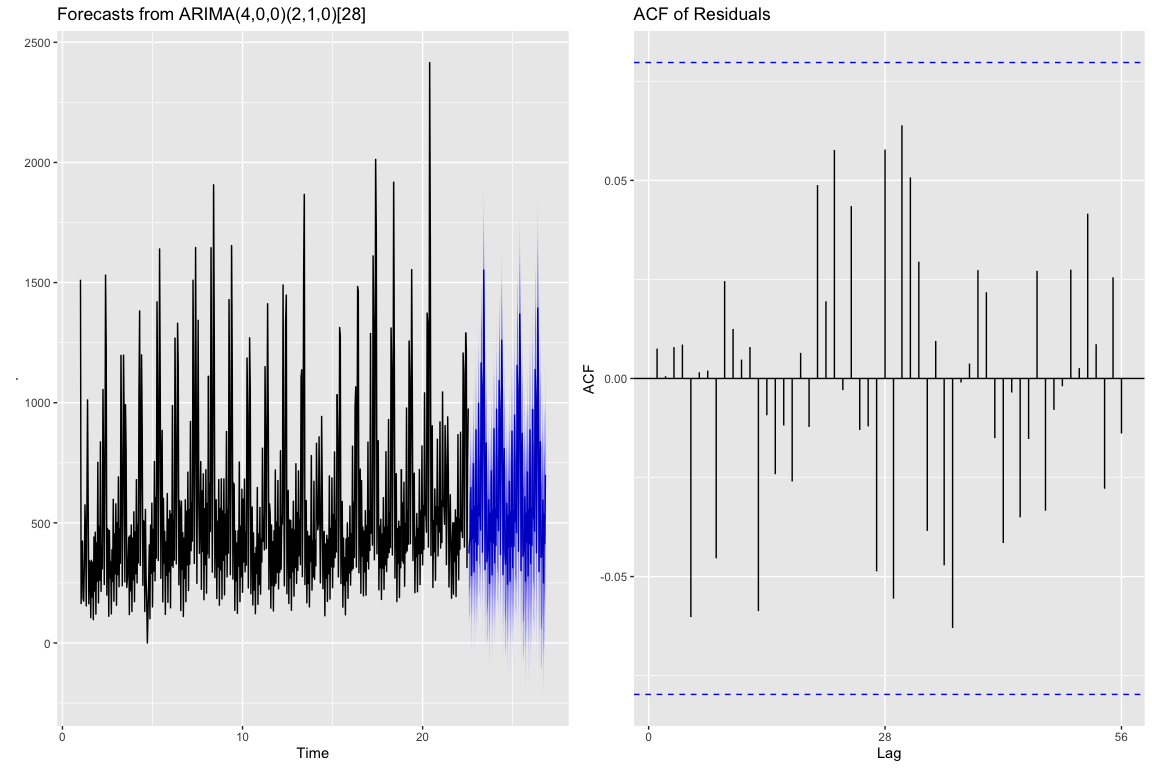 Forecasts from ARIMA(4,0,0)(2,1,0)[28]
2500
2000
1500
1000
500
0
0 10 20
Time
.
ACF of Residuals
0.05
0.00
-0.05
ACF
0 28 56
Lag